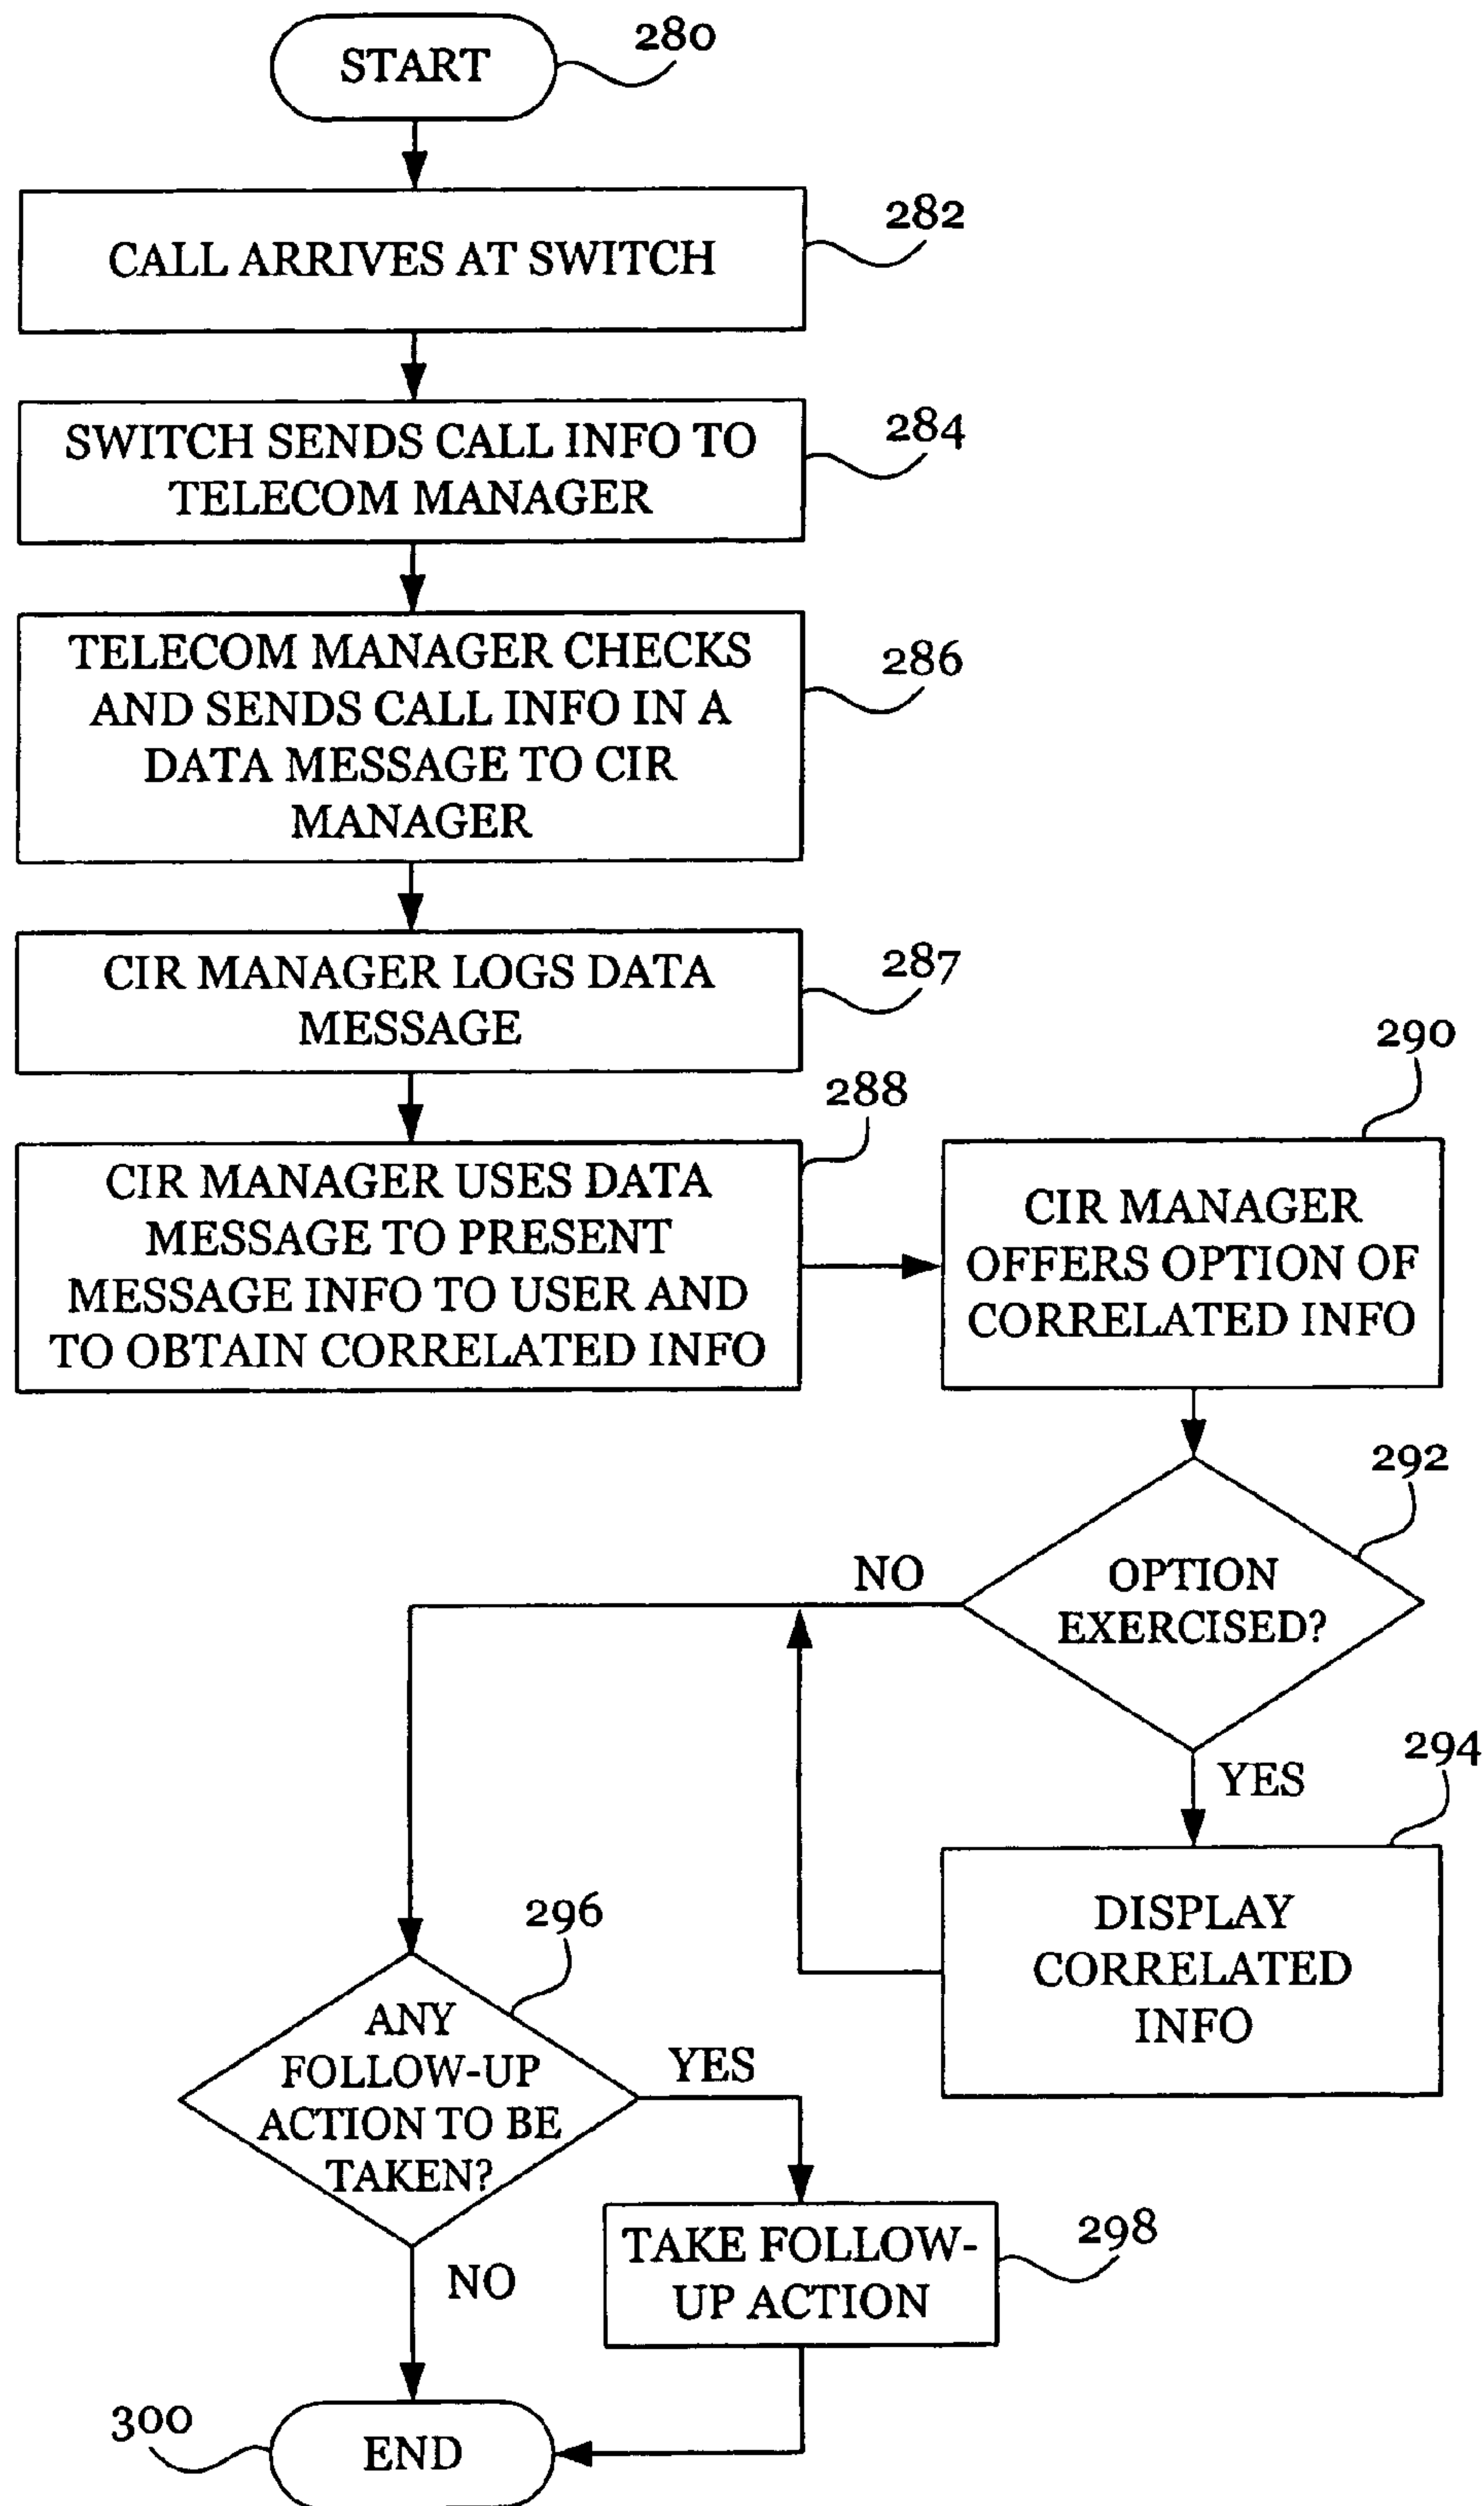 START
280
CALL ARRIVES AT SWITCH
282
SWITCH SENDS CALL INFO TO
TELECOM MANAGER
284
TELECOM MANAGER CHECKS
AND SENDS CALL INFO IN A
DATA MESSAGE TO CIR
MANAGER
286
CIR MANAGER LOGS DATA
MESSAGE
287
CIR MANAGER USES DATA
MESSAGE TO PRESENT
MESSAGE INFO TO USER AND
TO OBTAIN CORRELATED INFO
288
CIR MANAGER
OFFERS OPTION OF
CORRELATED INFO
290
OPTION
EXERCISED?
292
NO
YES
DISPLAY
CORRELATED
INFO
294
ANY
FOLLOW-UP
ACTION TO BE
TAKEN?
296
YES
NO
TAKE FOLLOW-
UP ACTION
298
END
300